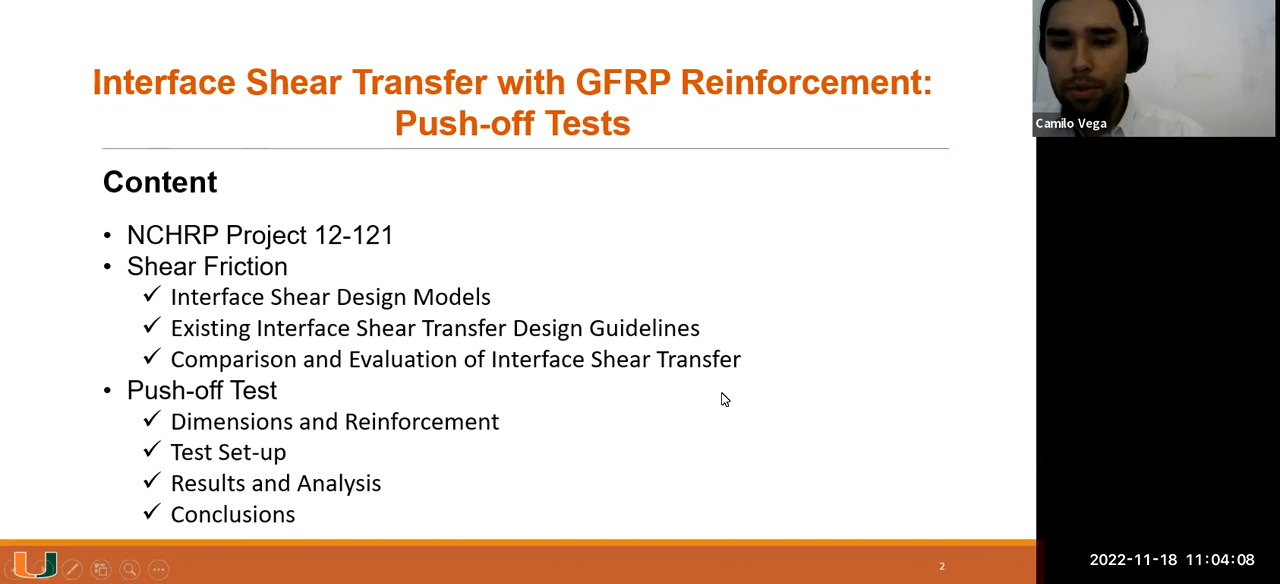 Interface Shear Transfer with GFRP Reinforcement:
Push-off Tests
Content
• NCHRP Project 12-121
• Shear Friction
✓ Interface Shear Design Models
✓ Existing Interface Shear Transfer Design Guidelines
✓ Comparison and Evaluation of Interface Shear Transfer
• Push-off Test
✓ Dimensions and Reinforcement
✓ Test Set-up
✓ Results and Analysis
✓ Conclusions
2
Camilo Vega
2022-11-18 11:04:08